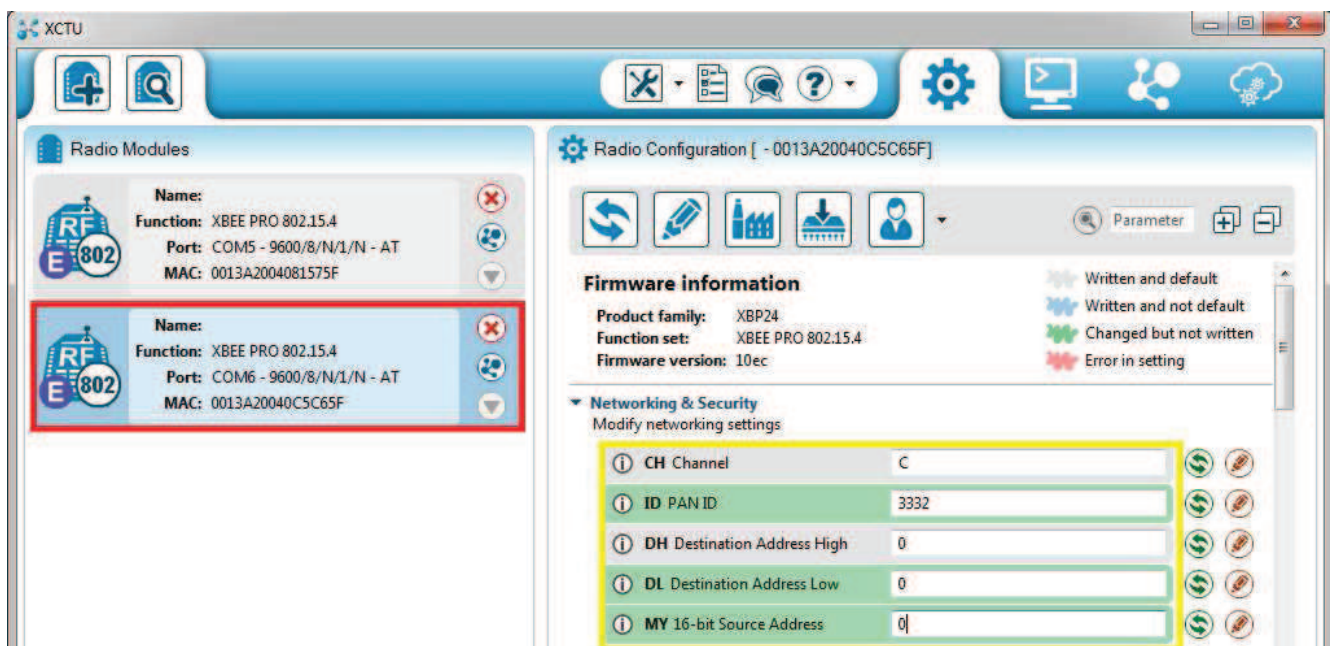 XCTU
Radio Modules
Name:
Function: XBEE PRO 802.15.4
Port: COM5 - 9600/8/N/1/N - AT
MAC: 0013A2004081575F
RF
E
802
Name:
Function: XBEE PRO 802.15.4
Port: COM6 - 9600/8/N/1/N - AT
MAC: 0013A20040C5C65F
RF
E
802
Radio Configuration [ - 0013A20040C5C65F]
Parameter
Firmware information
Product family: XBP24
Function set: XBEE PRO 802.15.4
Firmware version: 10ec
Written and default
Written and not default
Changed but not written
Error in setting
Networking & Security
Modify networking settings
CH Channel C
ID PAN ID 3332
DH Destination Address High 0
DL Destination Address Low 0
MY 16-bit Source Address 0